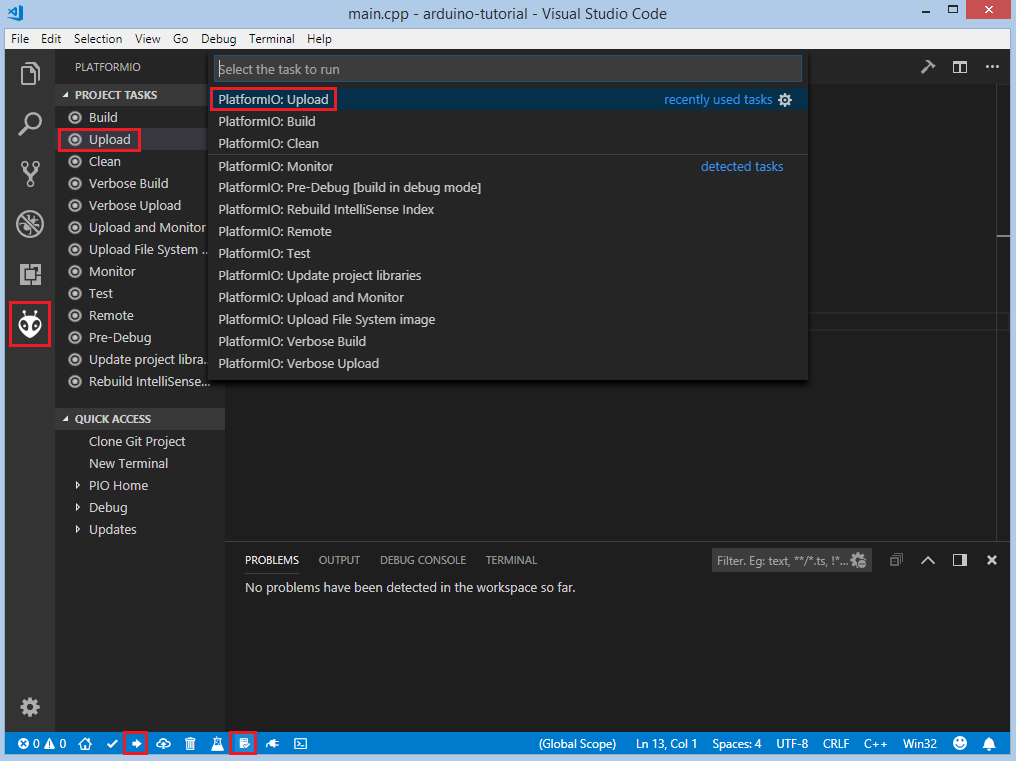 main.cpp - arduino-tutorial - Visual Studio Code
File Edit Selection View Go Debug Terminal Help
PLATFORMIO
PROJECT TASKS
Build
Upload
Clean
Verbose Build
Verbose Upload
Upload and Monitor
Upload File System ..
Monitor
Test
Remote
Pre-Debug
Update project libra...
Rebuild IntelliSense...
QUICK ACCESS
Clone Git Project
New Terminal
PIO Home
Debug
Updates
Select the task to run
PlatformIO: Upload recently used tasks
PlatformIO: Build
PlatformIO: Clean
PlatformIO: Monitor detected tasks
PlatformIO: Pre-Debug [build in debug mode]
PlatformIO: Rebuild IntelliSense Index
PlatformIO: Remote
PlatformIO: Test
PlatformIO: Update project libraries
PlatformIO: Upload and Monitor
PlatformIO: Upload File System image
PlatformIO: Verbose Build
PlatformIO: Verbose Upload
PROBLEMS OUTPUT DEBUG CONSOLE TERMINAL Filter. Eg: text, **/*.ts, !*...
No problems have been detected in the workspace so far.
0 0 (Global Scope) Ln 13, Col 1 Spaces: 4 UTF-8 CRLF C++ Win32